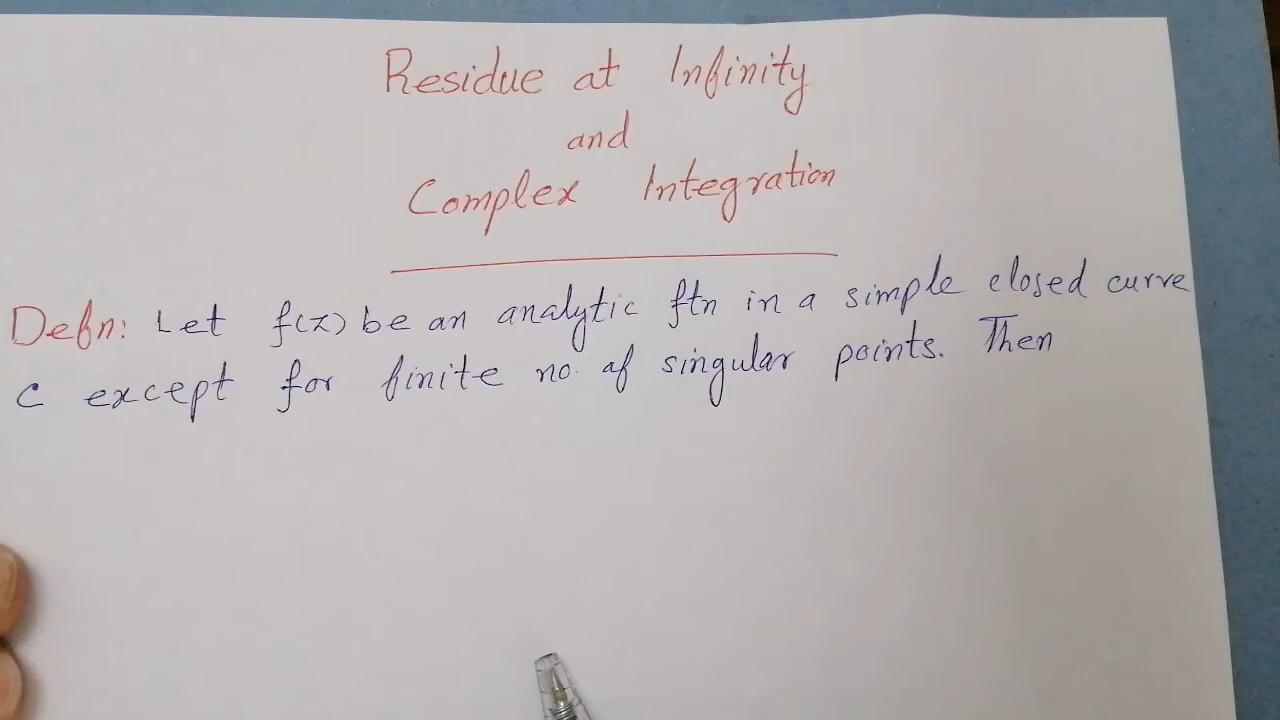 Residue at Infinity
and
Complex Integration
Defn: Let f(z) be an analytic ftn in a simple closed curve
C except for finite no. of singular points. Then